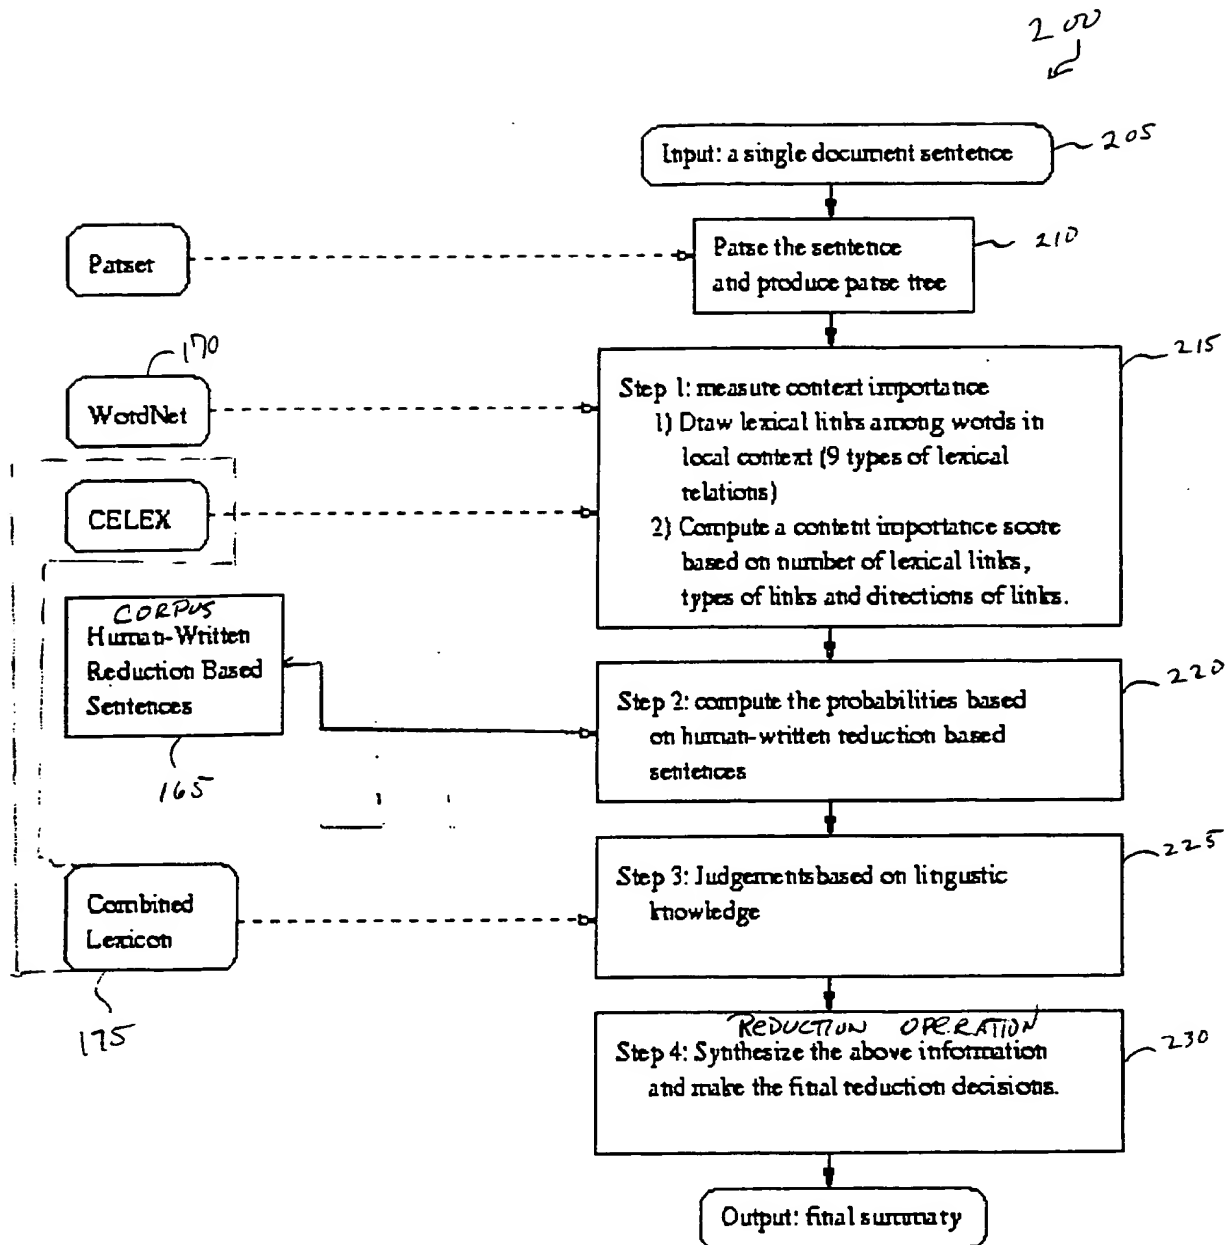 200
Input: a single document sentence
205
Parser
Parse the sentence
and produce parse tree
210
170
WordNet
CELEX
215
Step 1: measure context importance
1) Draw lexical links among words in
local context (9 types of lexical
relations)
2) Compute a content importance score
based on number of lexical links,
types of links and directions of links.
CORPUS
Human-Written
Reduction Based
Sentences
165
220
Step 2: compute the probabilities based
on human-written reduction based
sentences
225
Step 3: Judgements based on lingustic
knowledge
Combined
Lexicon
175
REDUCTION OPERATION
Step 4: Synthesize the above information
and make the final reduction decisions.
230
Output: final summary